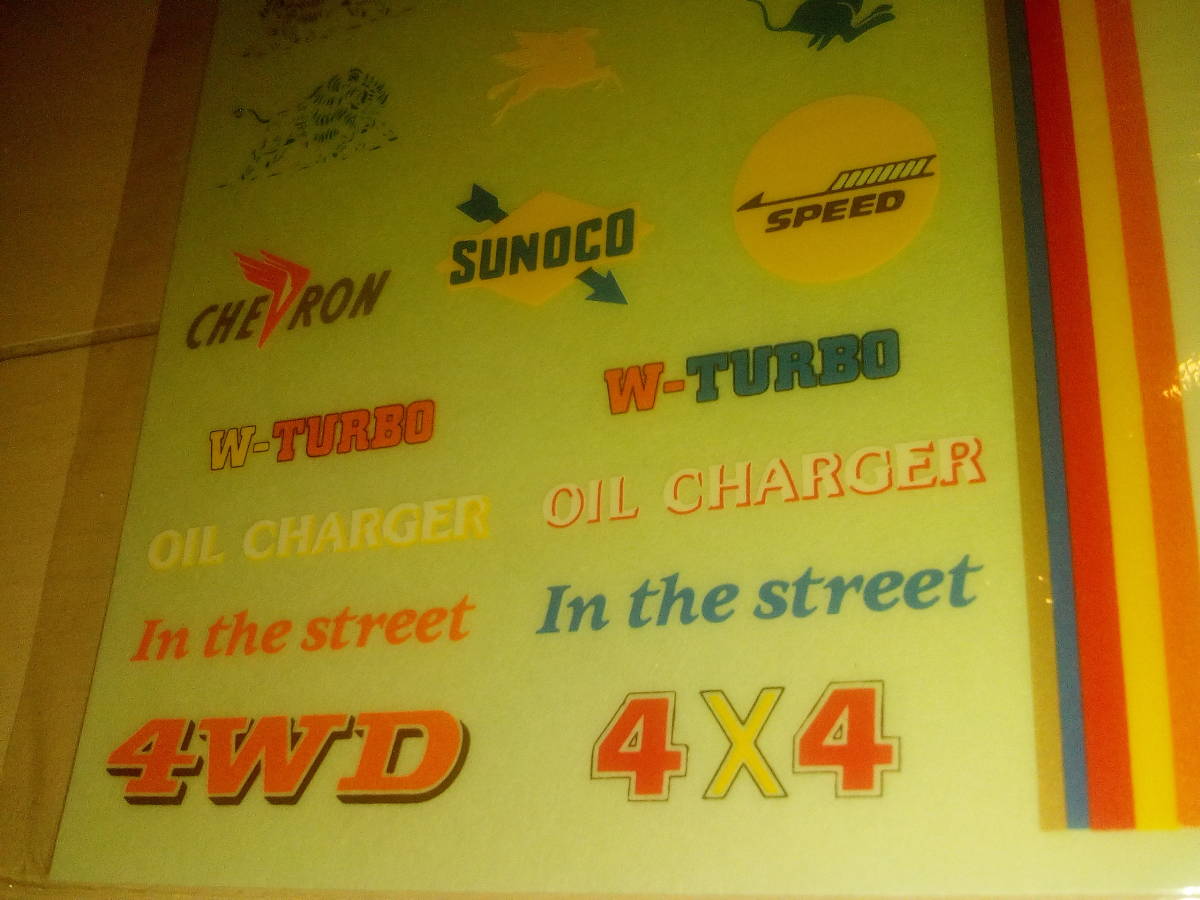 SPEED
SUNOCO
CHEVRON
W-TURBO
W-TURBO
OIL CHARGER
OIL CHARGER
In the street
In the street
4WD
4X4